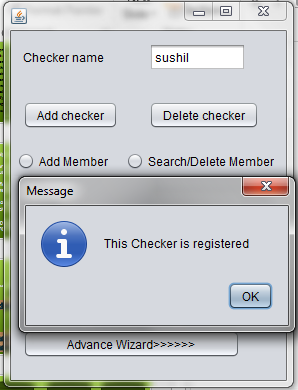 Checker name
sushil
Add checker
Delete checker
Add Member
Search/Delete Member
Message
This Checker is registered
OK
Advance Wizard>>>>>>